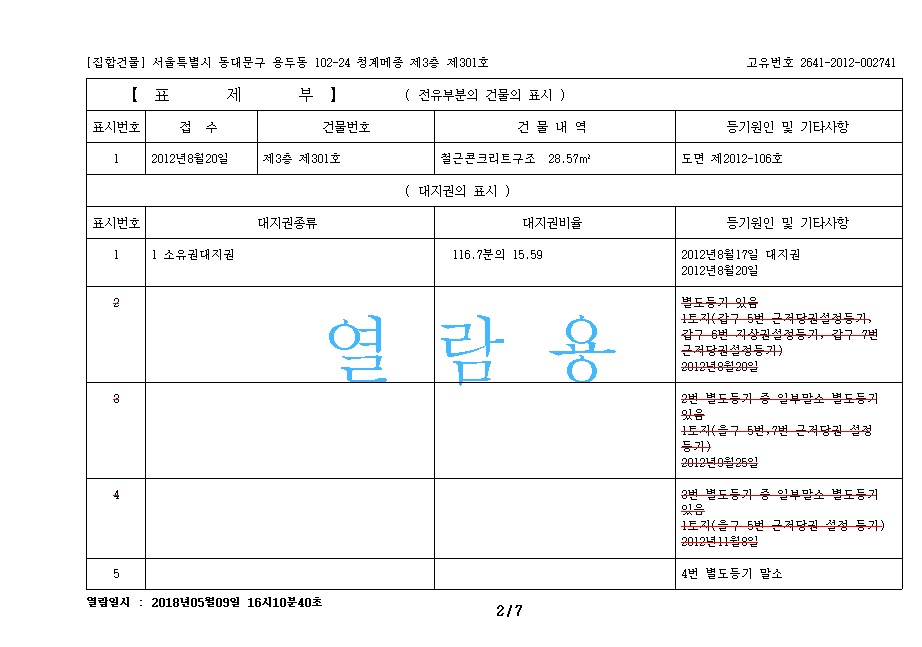 [집합건물] 서울특별시 동대문구 용두동 102-24 청계메종 제3층 제301호 고유번호 2641-2012-002741
【 표 제 부 】 ( 전유부분의 건물의 표시 )
표시번호 접 수 건물번호 건 물 내 역 등기원인 및 기타사항
1 2012년8월20일 제3층 제301호 철근콘크리트구조 28.57㎡ 도면 제2012-106호
( 대지권의 표시 )
표시번호 대지권종류 대지권비율 등기원인 및 기타사항
1 1 소유권대지권 116.7분의 15.59 2012년8월17일 대지권
2012년8월20일
2 별도등기 있음
1토지(갑구 5번 근저당권설정등기,
갑구 6번 지상권설정등기, 갑구 7번
근저당권설정등기)
2012년8월20일
열 람 용
3 2번 별도등기 중 일부말소 별도등기
있음
1토지(을구 5번,7번 근저당권 설정
등기)
2012년9월25일
4 3번 별도등기 중 일부말소 별도등기
있음
1토지(을구 5번 근저당권 설정 등기)
2012년11월8일
5 4번 별도등기 말소
열람일시 : 2018년05월09일 16시10분40초
2/7